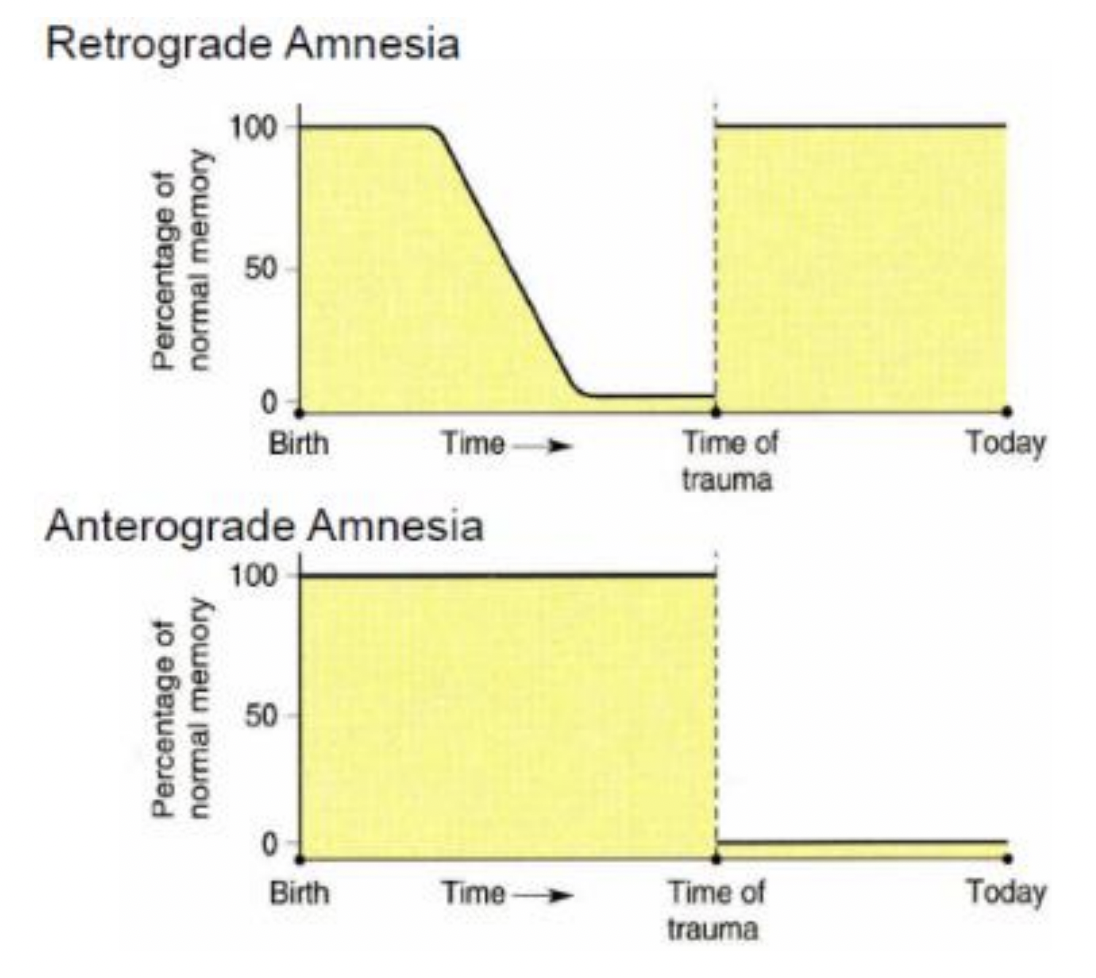 Retrograde Amnesia
100
50
0
Percentage of
normal memory
Birth
Time
Time of
trauma
Today
Anterograde Amnesia
100
50
0
Percentage of
normal memory
Birth
Time
Time of
trauma
Today